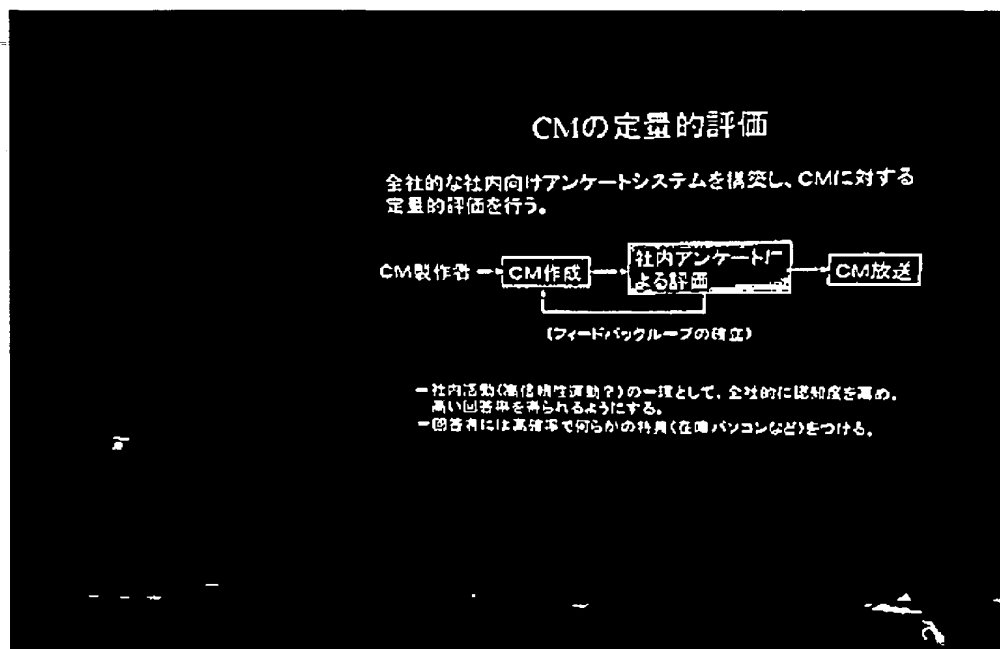 CMの定量的評価
全社的な社内向けアンケートシステムを構築し、CMに対する
定量的評価を行う。
CM製作者
CM作成
社内アンケートに
よる評価
CM放送
(フィードバックループの確立)
ー社内活動(高信頼性運動?)の一環として、全社的に認知度を高め、
高い回答率を得られるようにする。
ー回答者には高確率で何らかの特典(在庫パソコンなど)をつける。